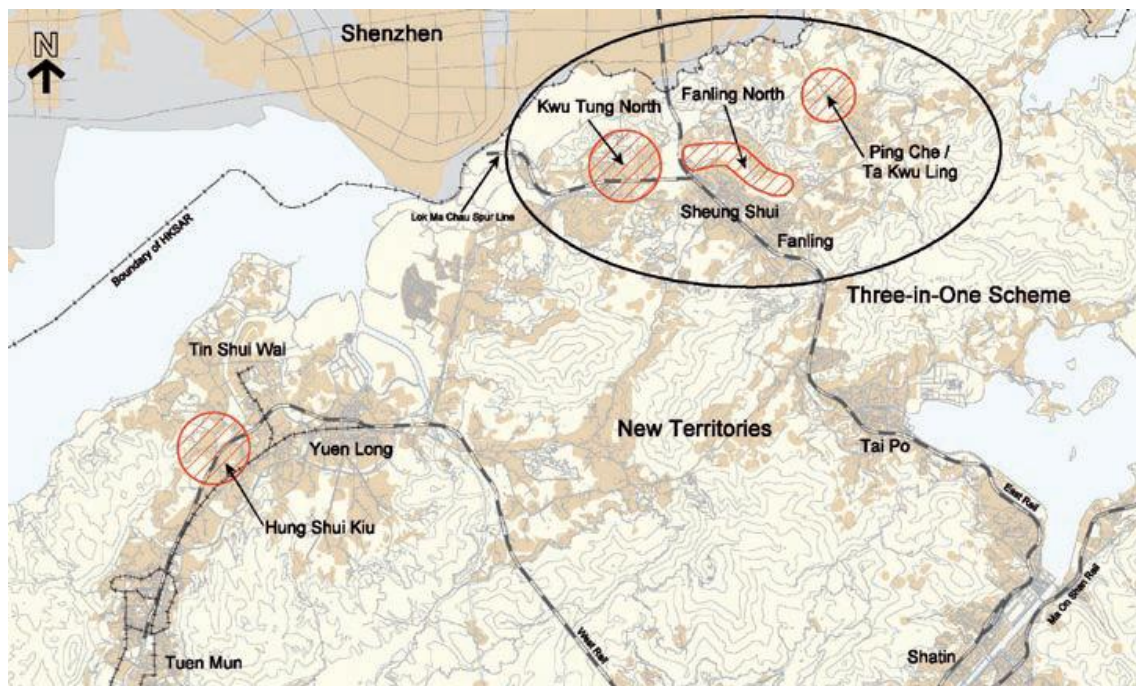 Shenzhen
N
Kwu Tung North
Fanling North
Ping Che /
Ta Kwu Ling
Lok Ma Chau Spur Line
Sheung Shui
Fanling
Boundary of HKSAR
Three-in-One Scheme
Tin Shui Wai
New Territories
Yuen Long
Tai Po
East Rail
Hung Shui Kiu
Ma On Shan Rail
West Rail
Tuen Mun
Shatin